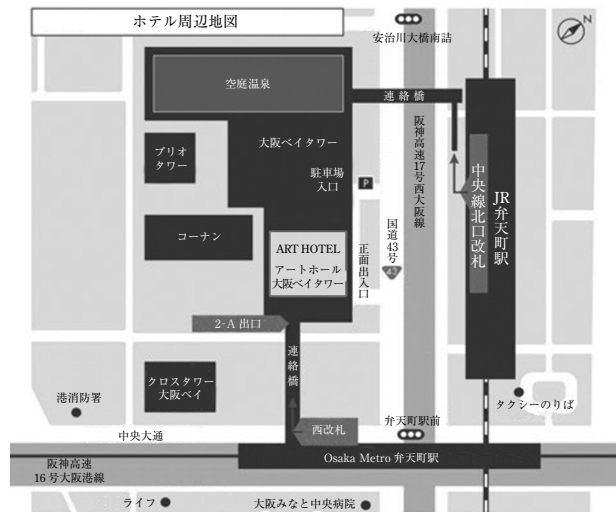 ホテル周辺地図
安治川大橋南詰
N
空庭温泉
連絡橋
大阪ベイタワー
プリオ
タワー
駐車場
入口
P
阪神高速17号西大阪線
中央線北口改札
JR弁天町駅
コーナン
ART HOTEL
アートホール
大阪ベイタワー
正面出入口
国道43号
43
2-A 出口
連絡橋
クロスタワー
大阪ベイ
港消防署
タクシーのりば
中央大通
西改札
弁天町駅前
阪神高速
16号大阪港線
Osaka Metro 弁天町駅
ライフ
大阪みなと中央病院